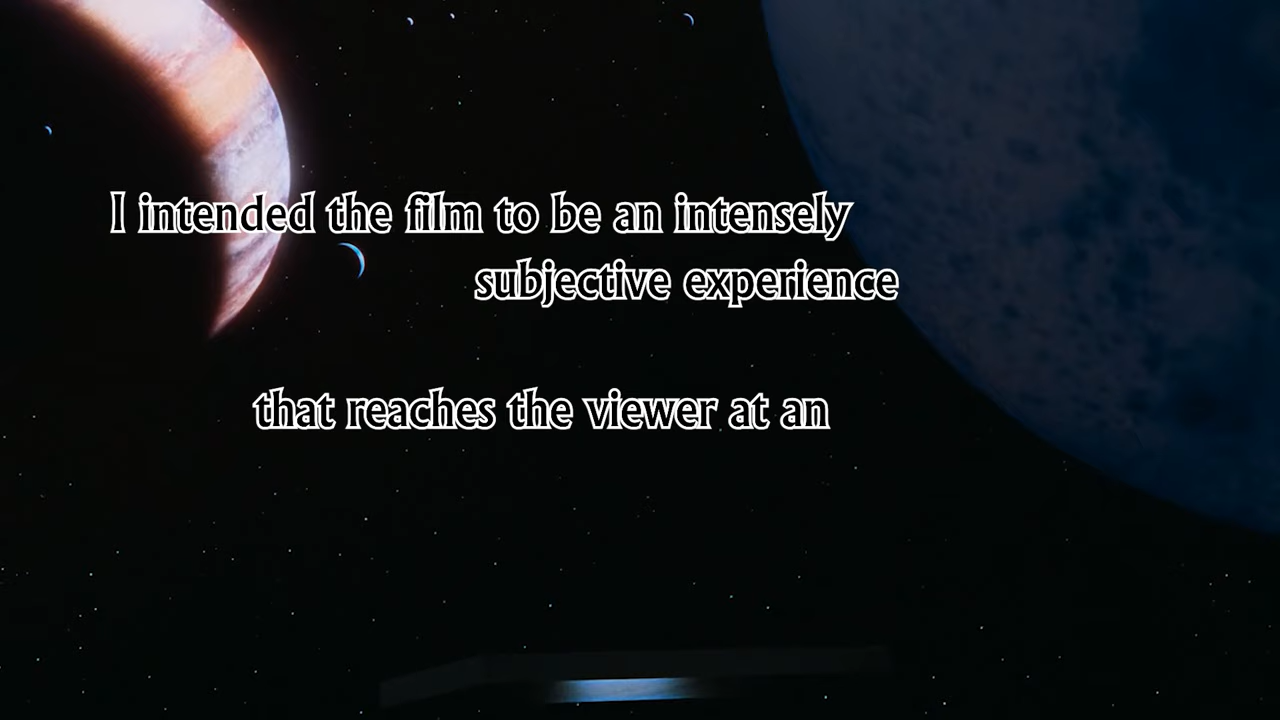 I intended the film to be an intensely
subjective experience
that reaches the viewer at an